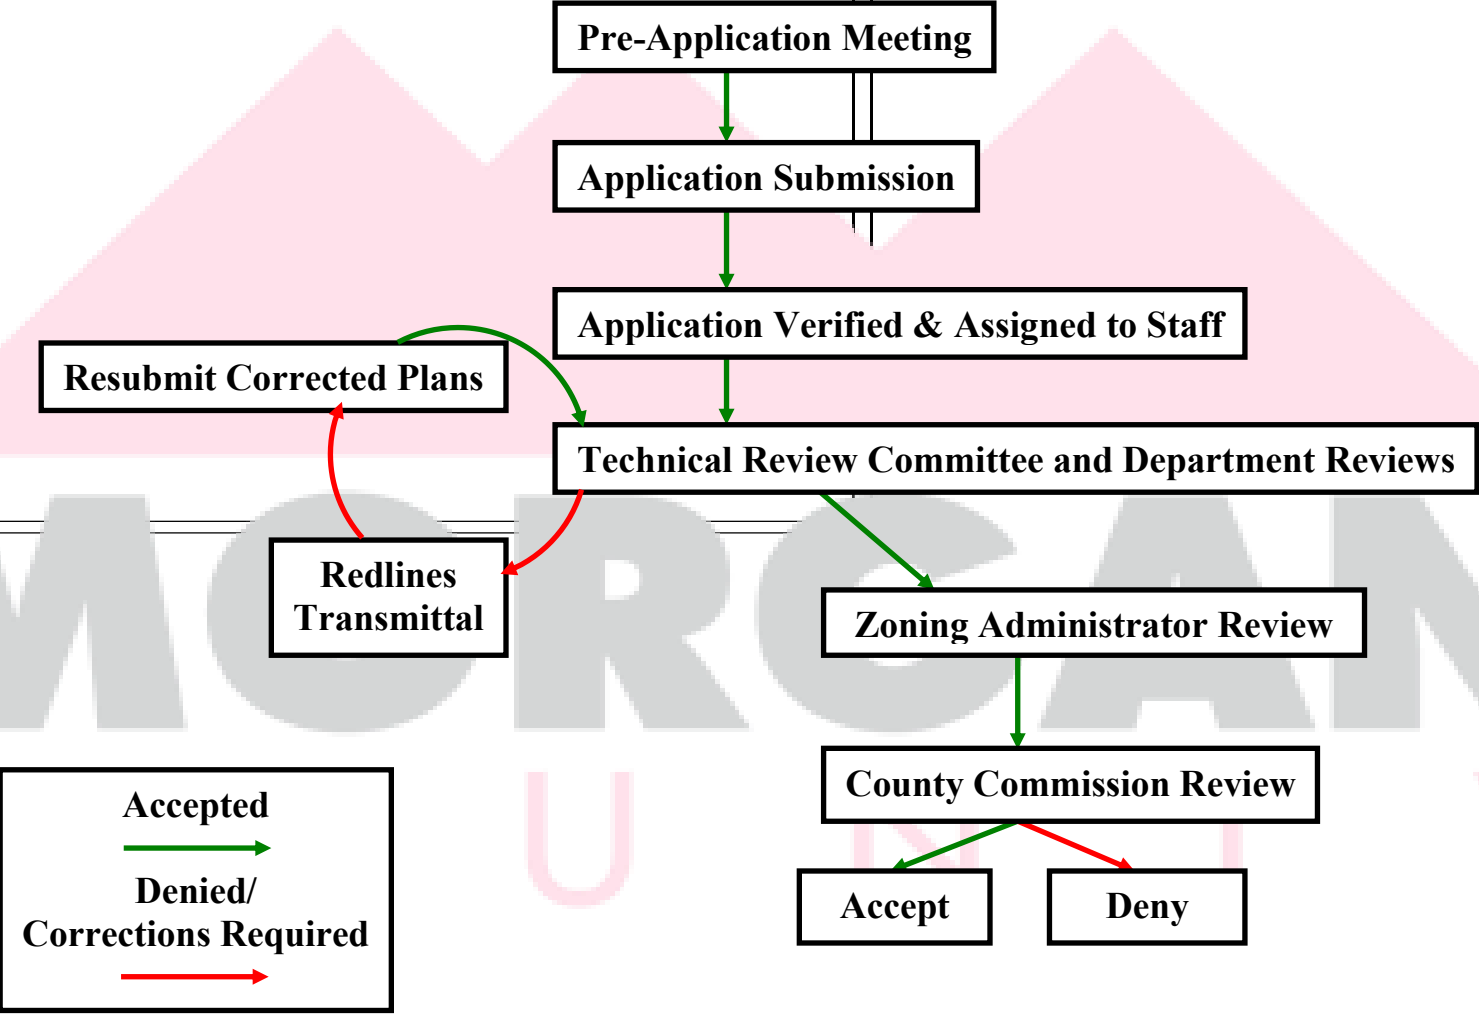 Pre-Application Meeting
Application Submission
Application Verified & Assigned to Staff
Resubmit Corrected Plans
Technical Review Committee and Department Reviews
Redlines
Transmittal
Zoning Administrator Review
County Commission Review
Accept
Deny
Accepted
Denied/
Corrections Required
MORGAN
U N T